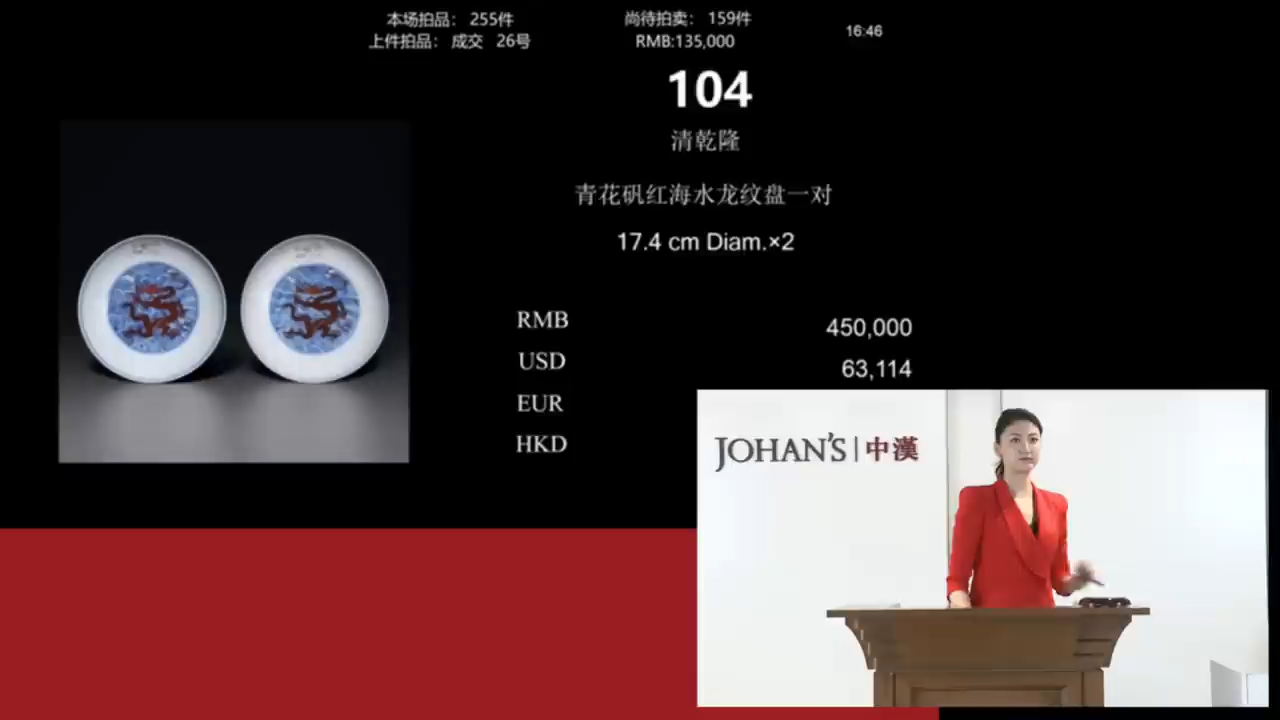 本场拍品： 255件
尚待拍卖： 159件
上件拍品： 成交 26号
RMB:135,000
16:46
104
清乾隆
青花矾红海水龙纹盘一对
17.4 cm Diam.×2
RMB 450,000
USD 63,114
EUR
HKD
JOHAN'S | 中漢